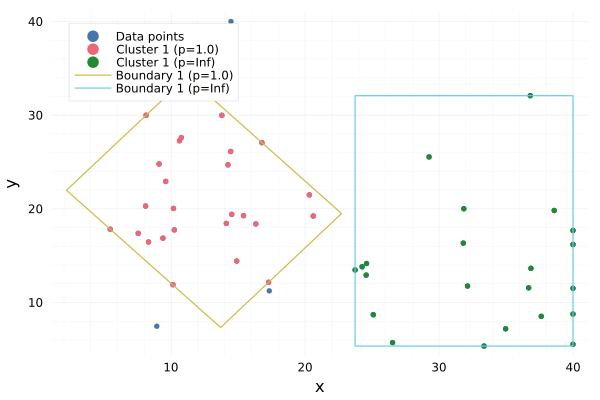 40
30
20
10
y
Data points
Cluster 1 (p=1.0)
Cluster 1 (p=Inf)
Boundary 1 (p=1.0)
Boundary 1 (p=Inf)
10
20
30
40
x